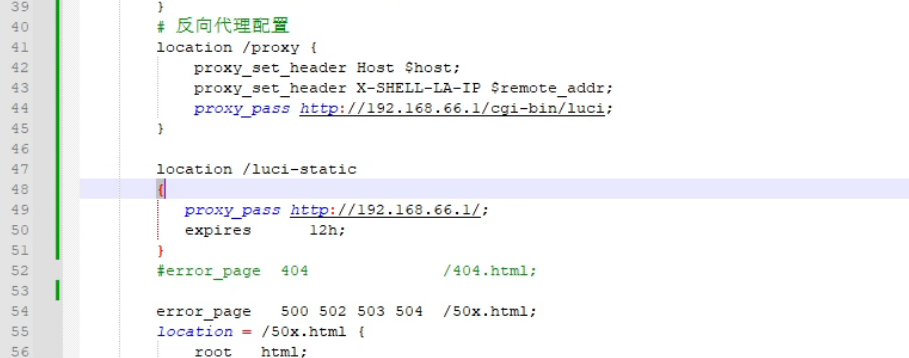 39 }
40 # 反向代理配置
41 location /proxy {
42 proxy_set_header Host $host;
43 proxy_set_header X-SHELL-LA-IP $remote_addr;
44 proxy_pass http://192.168.66.1/cgi-bin/luci;
45 }
46
47 location /luci-static
48 {
49 proxy_pass http://192.168.66.1/;
50 expires 12h;
51 }
52 #error_page 404 /404.html;
53
54 error_page 500 502 503 504 /50x.html;
55 location = /50x.html {
56 root html;